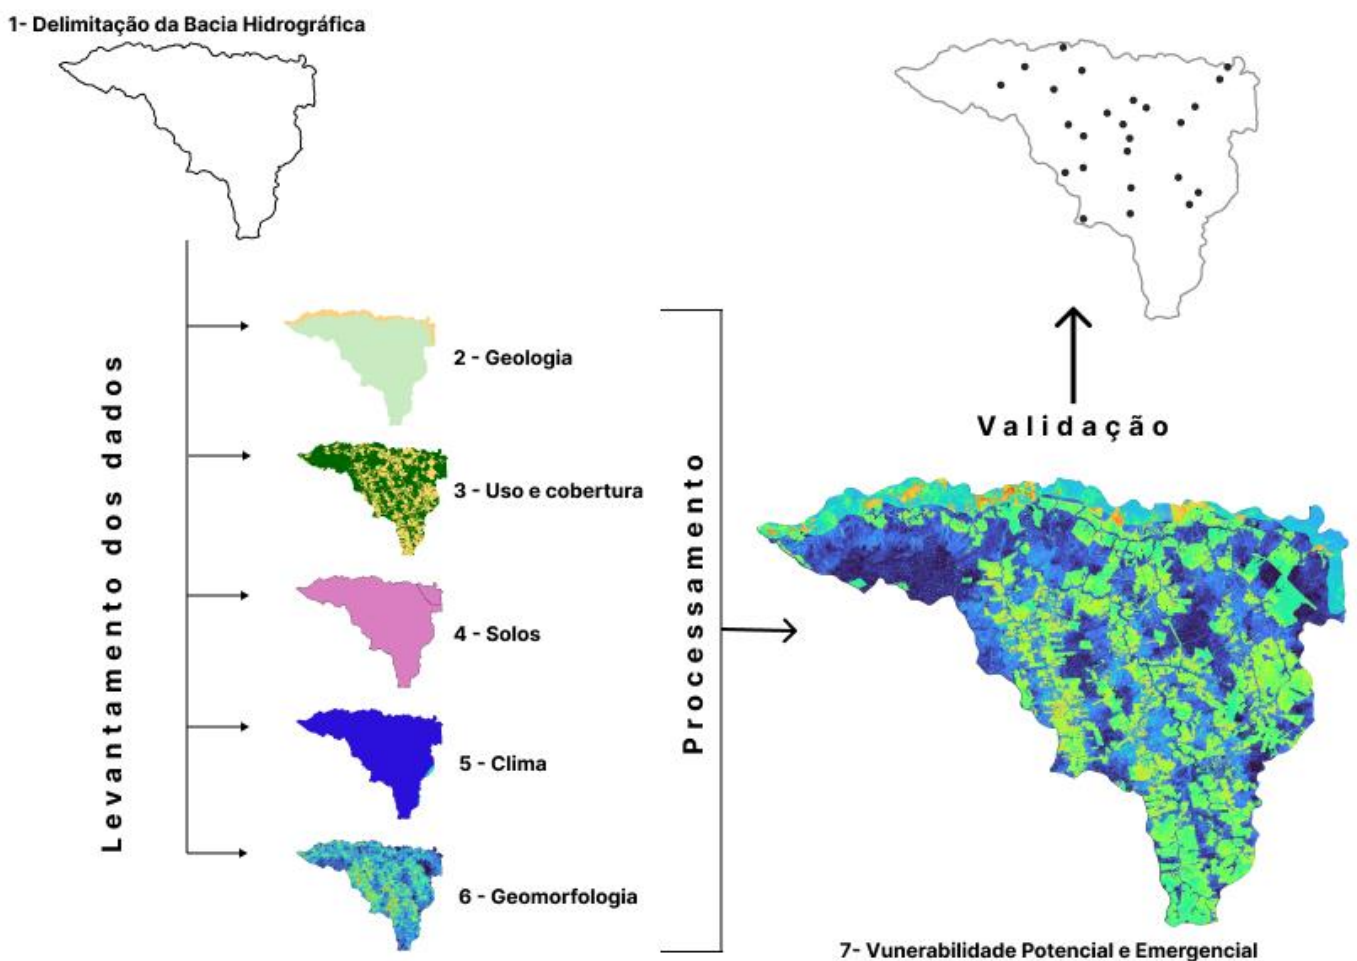 1- Delimitação da Bacia Hidrográfica
Levantamento dos dados
2 - Geologia
3 - Uso e cobertura
4 - Solos
5 - Clima
6 - Geomorfologia
Processamento
Validação
7- Vunerabilidade Potencial e Emergencial